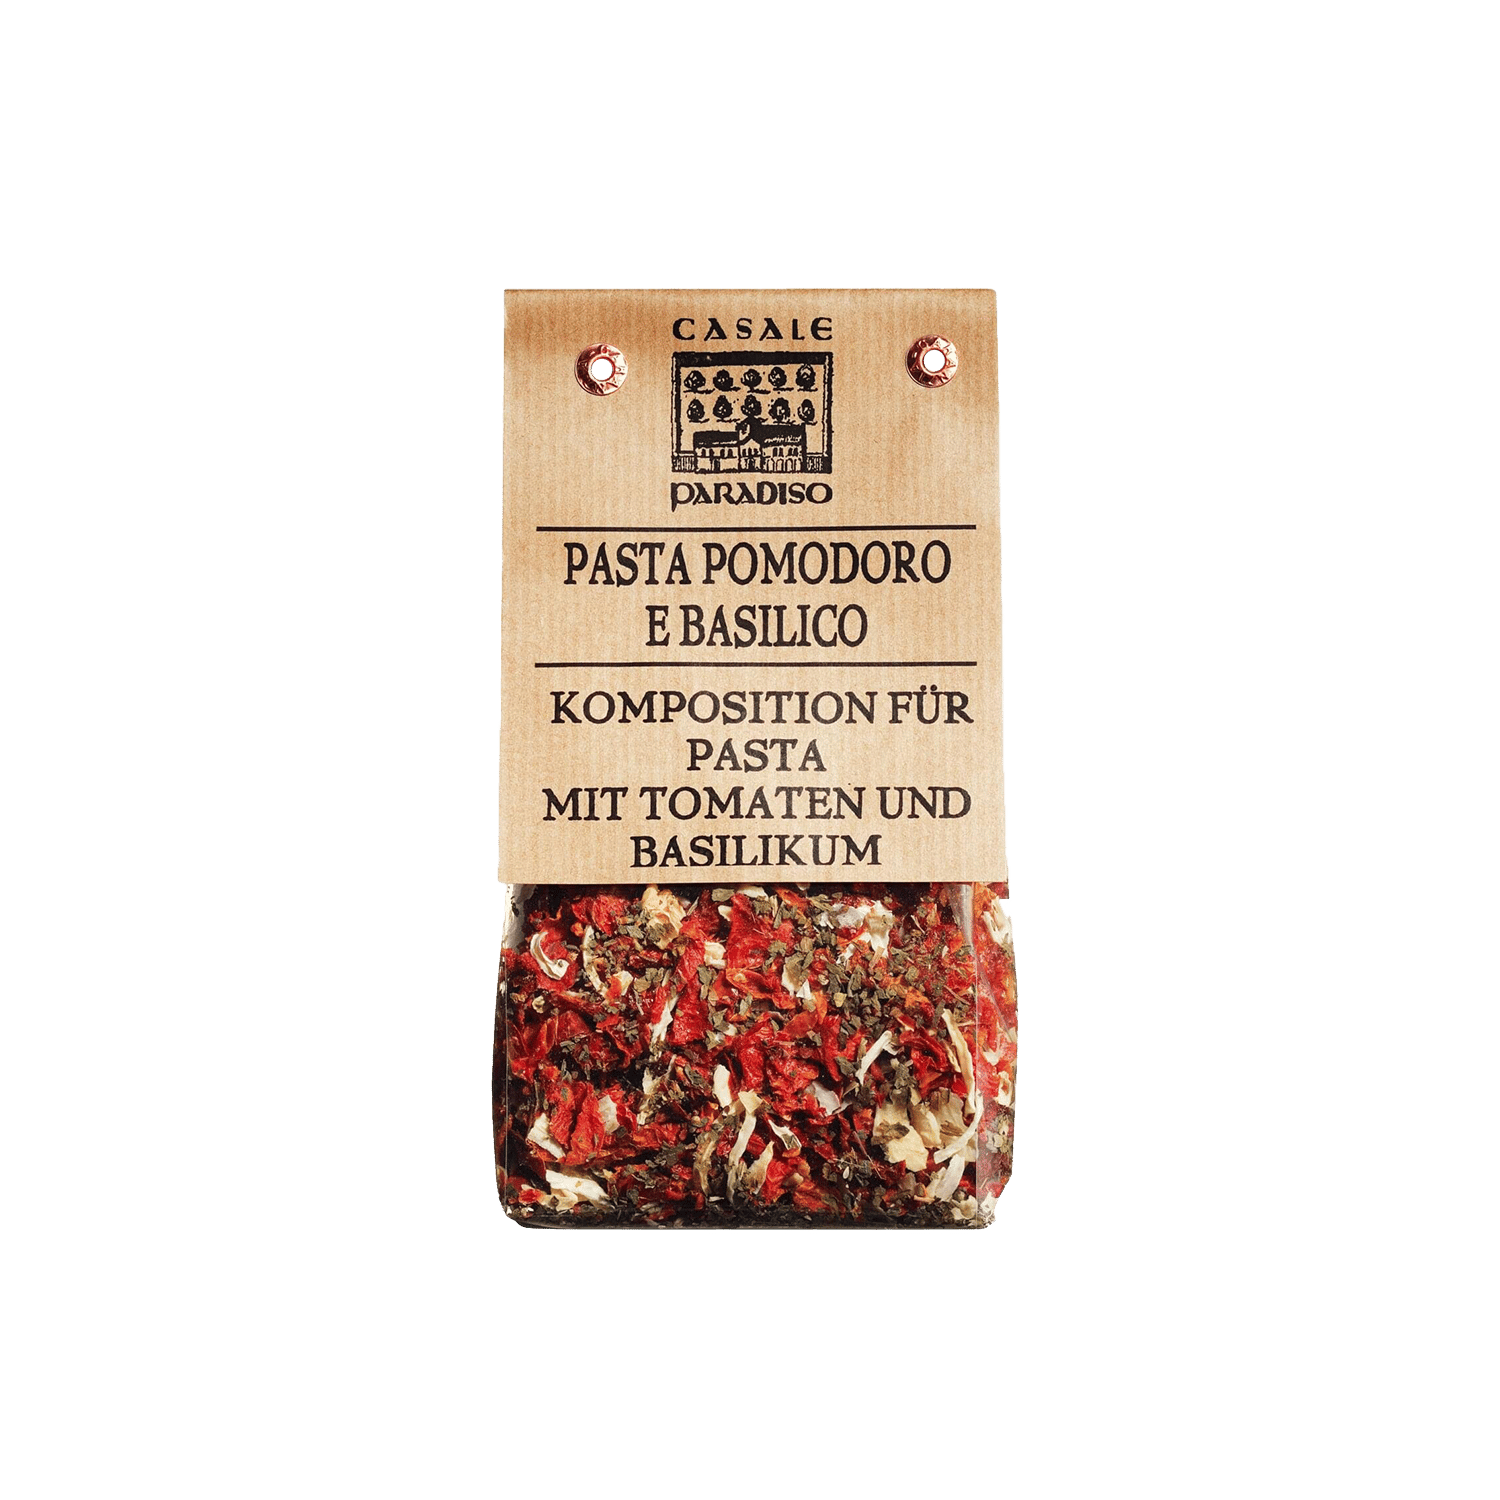 CASALE
PARADISO
PASTA POMODORO
E BASILICO
KOMPOSITION FÜR
PASTA
MIT TOMATEN UND
BASILIKUM